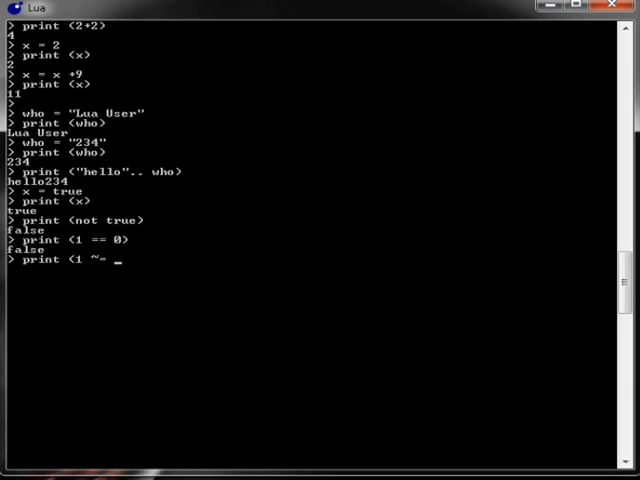 Lua
> print (2+2)
4
> x = 2
> print (x)
2
> x = x +9
> print (x)
11
>
> who = "Lua User"
> print (who)
Lua User
> who = "234"
> print (who)
234
> print ("hello".. who)
hello234
> x = true
> print (x)
true
> print (not true)
false
> print (1 == 0)
false
> print (1 ~= _